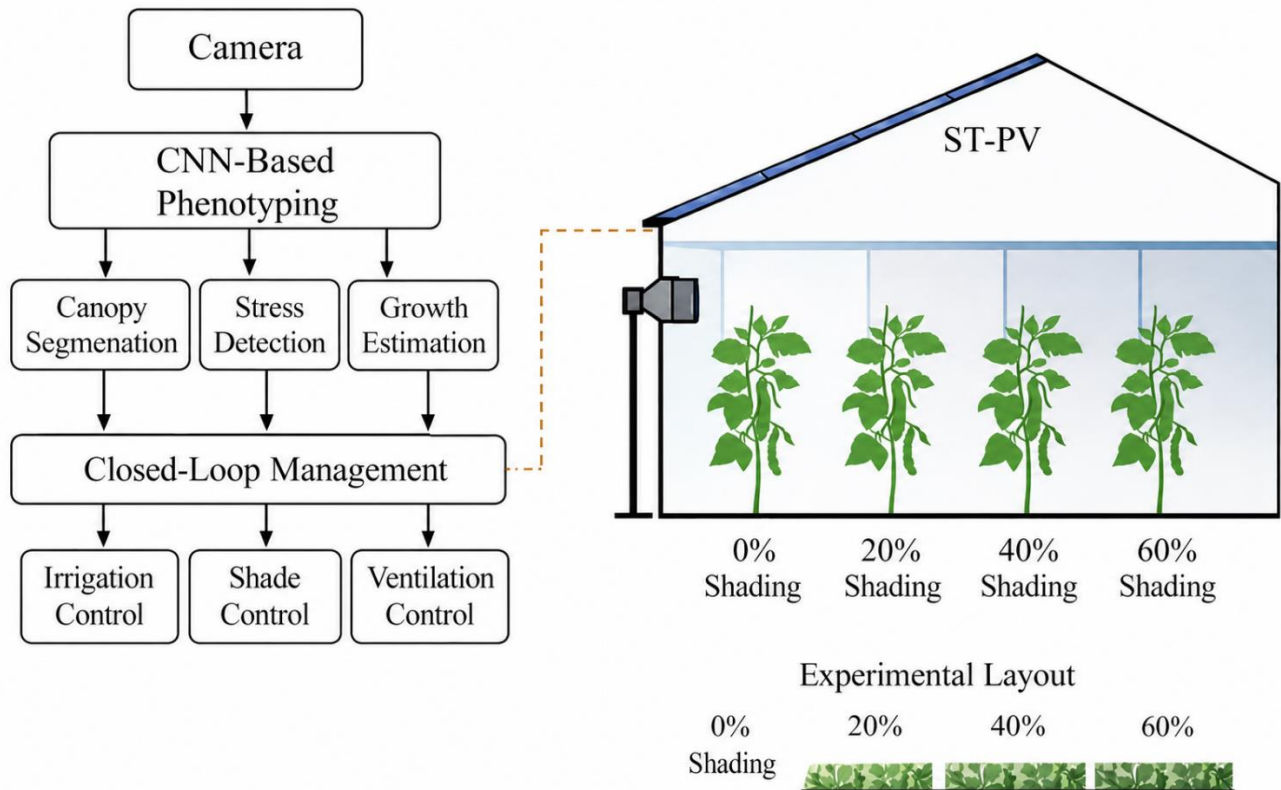 Camera
CNN-Based
Phenotyping
Canopy
Segmenation
Stress
Detection
Growth
Estimation
Closed-Loop Management
Irrigation
Control
Shade
Control
Ventilation
Control
ST-PV
0%
Shading
20%
Shading
40%
Shading
60%
Shading
Experimental Layout
0%
Shading
20%
40%
60%